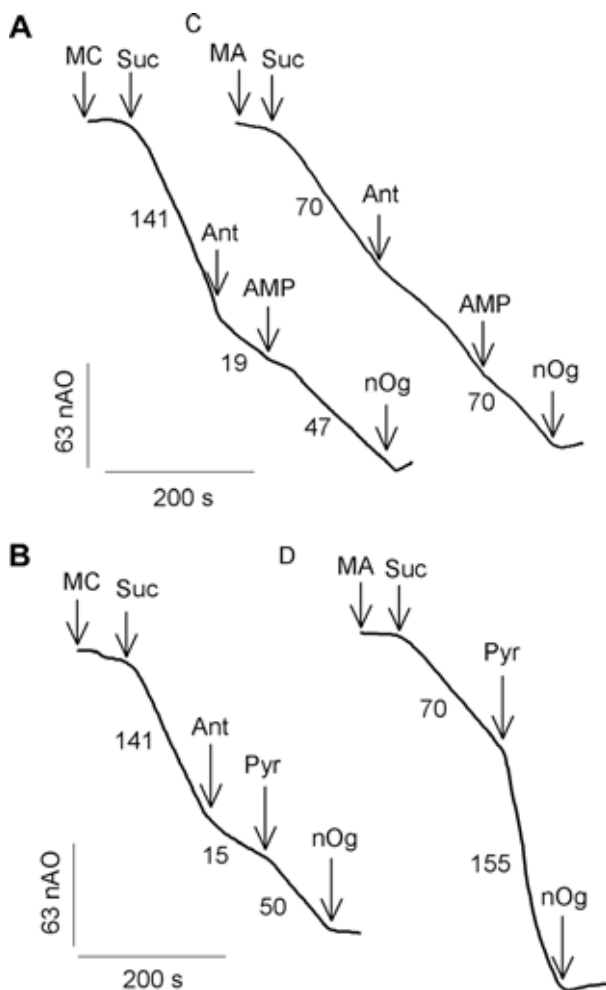 A
MC Suc
141
Ant
AMP
19
47
nOg
63 nAO
200 s
C
MA Suc
70
Ant
AMP
70
nOg
B
MC Suc
141
Ant
Pyr
15
50
nOg
63 nAO
200 s
D
MA Suc
70
Pyr
155
nOg